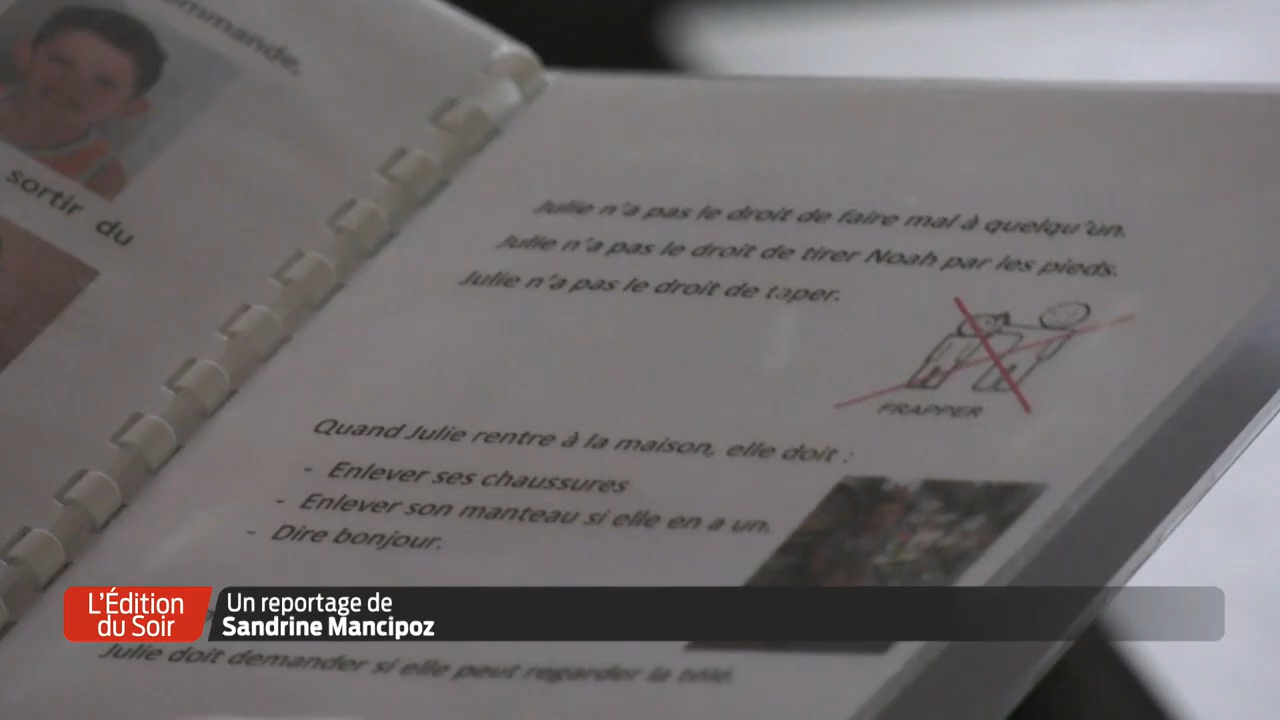 ommande,
sortir du
Julie n'a pas le droit de faire mal à quelqu'un.
Julie n'a pas le droit de tirer Noah par les pieds.
Julie n'a pas le droit de taper.
FRAPPER
Quand Julie rentre à la maison, elle doit :
- Enlever ses chaussures
- Enlever son manteau si elle en a un.
- Dire bonjour.
L'Édition
du Soir
Un reportage de
Sandrine Mancipoz
Julie doit demander si elle peut regarder la télé.